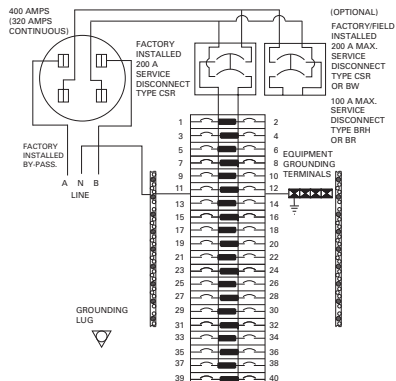 400 AMPS
(320 AMPS
CONTINUOUS)
FACTORY
INSTALLED
200 A
SERVICE
DISCONNECT
TYPE CSR
(OPTIONAL)
FACTORY/FIELD
INSTALLED
200 A MAX.
SERVICE
DISCONNECT
TYPE CSR
OR BW
100 A MAX.
SERVICE
DISCONNECT
TYPE BRH
OR BR
FACTORY
INSTALLED
BY-PASS.
A N B
LINE
EQUIPMENT
GROUNDING
TERMINALS
GROUNDING
LUG
1 2
3 4
5 6
7 8
9 10
11 12
13 14
15 16
17 18
19 20
21 22
23 24
25 26
27 28
29 30
31 32
33 34
35 36
37 38
39 40